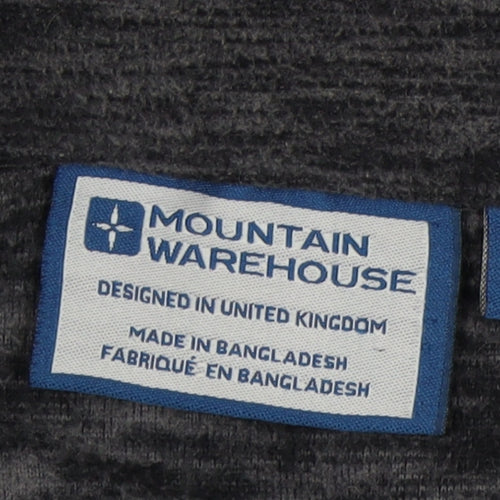 MOUNTAIN
WAREHOUSE
DESIGNED IN UNITED KINGDOM
MADE IN BANGLADESH
FABRIQUÉ EN BANGLADESH